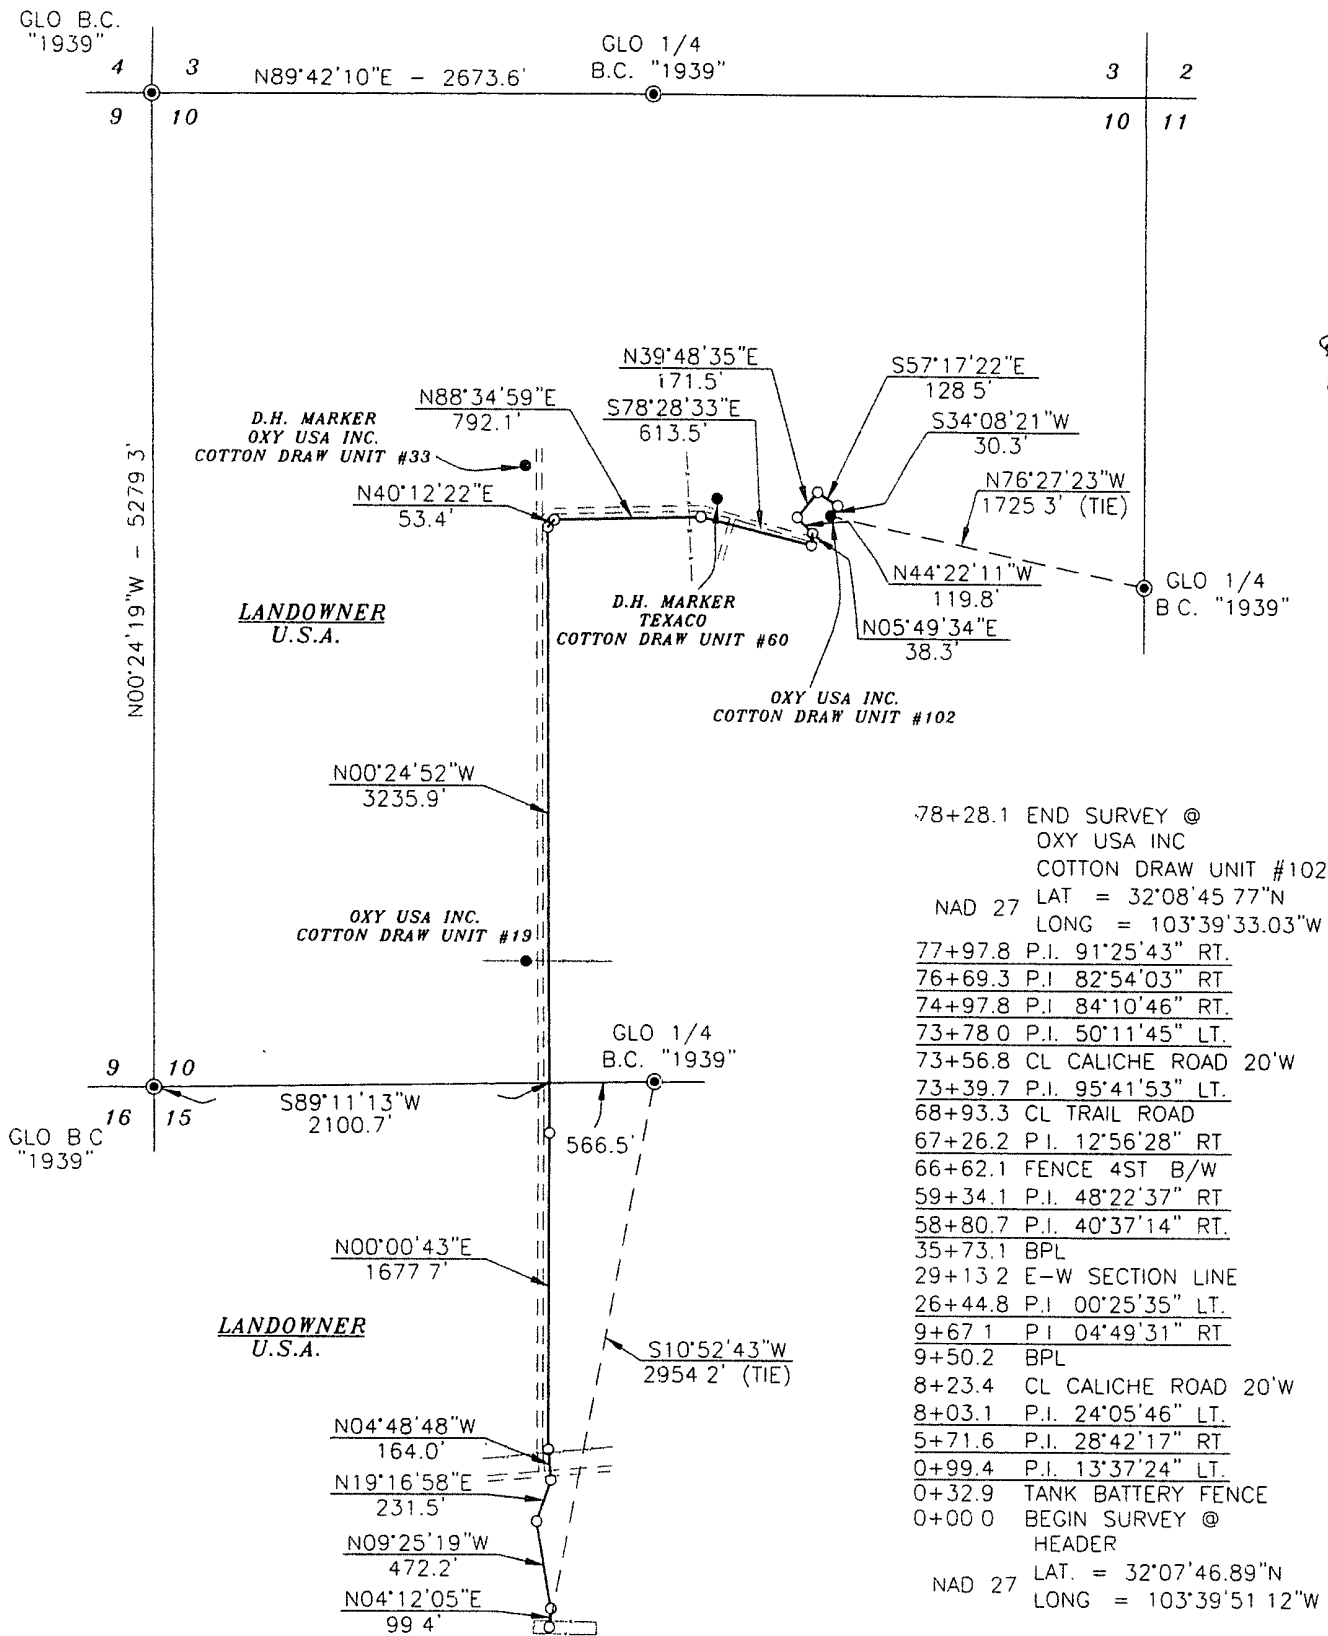 GLO B.C.
"1939"
GLO 1/4
B.C. "1939"
4 3
N89°42'10"E - 2673.6'
3 2
9 10
10 11
N39°48'35"E
171.5'
S57°17'22"E
128 5'
N88°34'59"E
792.1'
S78°28'33"E
613.5'
S34°08'21"W
30.3'
D.H. MARKER
OXY USA INC.
COTTON DRAW UNIT #33
N76°27'23"W
1725 3' (TIE)
N40°12'22"E
53.4'
N00°24'19"W - 5279 3'
N44°22'11"W
119.8'
GLO 1/4
B C. "1939"
LANDOWNER
U.S.A.
D.H. MARKER
TEXACO
COTTON DRAW UNIT #60
N05°49'34"E
38.3'
OXY USA INC.
COTTON DRAW UNIT #102
N00°24'52"W
3235.9'
OXY USA INC.
COTTON DRAW UNIT #19
GLO 1/4
B.C. "1939"
9 10
S89°11'13"W
2100.7'
16 15
GLO B C
"1939"
566.5'
N00°00'43"E
1677 7'
LANDOWNER
U.S.A.
S10°52'43"W
2954 2' (TIE)
N04°48'48"W
164.0'
N19°16'58"E
231.5'
N09°25'19"W
472.2'
N04°12'05"E
99 4'
78+28.1 END SURVEY @
OXY USA INC
COTTON DRAW UNIT #102
NAD 27 LAT = 32°08'45 77"N
LONG = 103°39'33.03"W
77+97.8 P.I. 91°25'43" RT.
76+69.3 P.I 82°54'03" RT
74+97.8 P.I 84°10'46" RT.
73+78 0 P.I. 50°11'45" LT.
73+56.8 CL CALICHE ROAD 20'W
73+39.7 P.I. 95°41'53" LT.
68+93.3 CL TRAIL ROAD
67+26.2 P I. 12°56'28" RT
66+62.1 FENCE 4ST B/W
59+34.1 P.I. 48°22'37" RT
58+80.7 P.I. 40°37'14" RT.
35+73.1 BPL
29+13 2 E-W SECTION LINE
26+44.8 P.I 00°25'35" LT.
9+67 1 P I 04°49'31" RT
9+50.2 BPL
8+23.4 CL CALICHE ROAD 20'W
8+03.1 P.I. 24°05'46" LT.
5+71.6 P.I. 28°42'17" RT
0+99.4 P.I. 13°37'24" LT.
0+32.9 TANK BATTERY FENCE
0+00 0 BEGIN SURVEY @
HEADER
NAD 27 LAT. = 32°07'46.89"N
LONG = 103°39'51 12"W